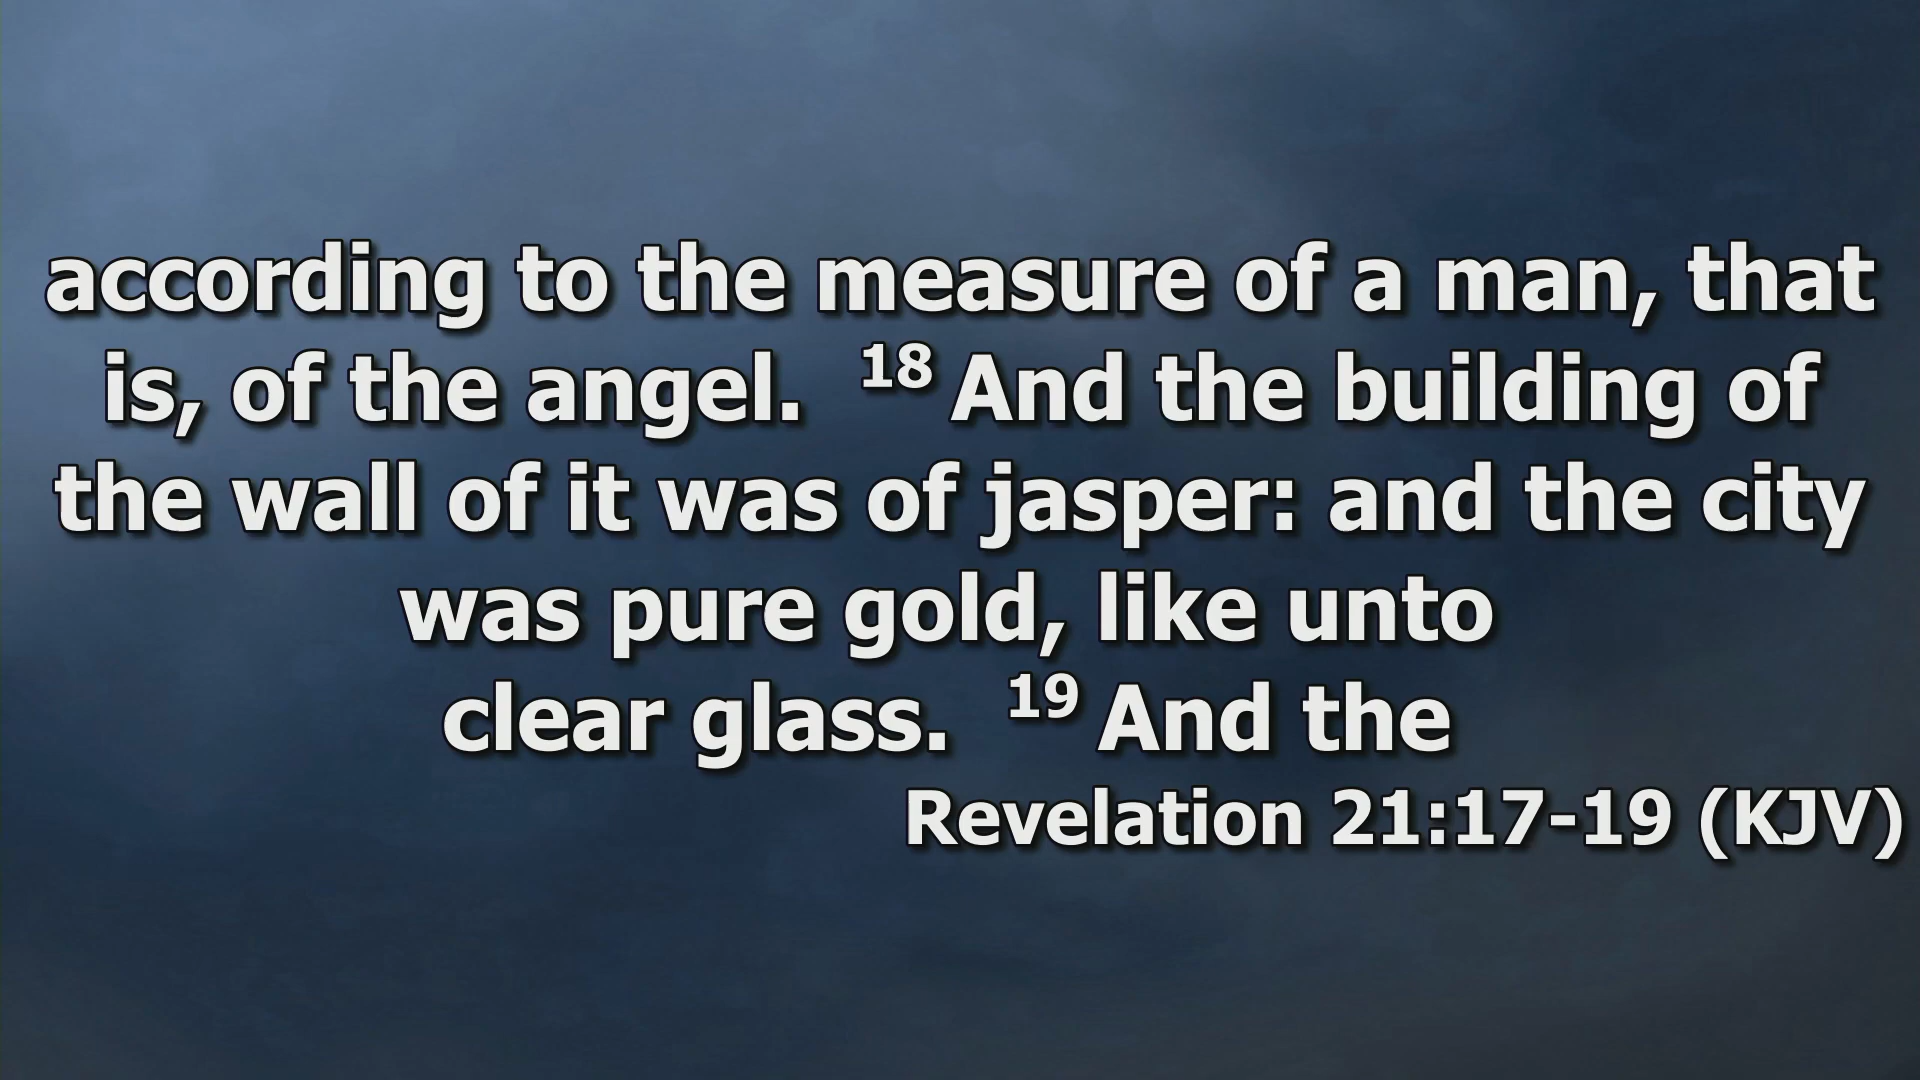 according to the measure of a man, that
is, of the angel. 18 And the building of
the wall of it was of jasper: and the city
was pure gold, like unto
clear glass. 19 And the
Revelation 21:17-19 (KJV)